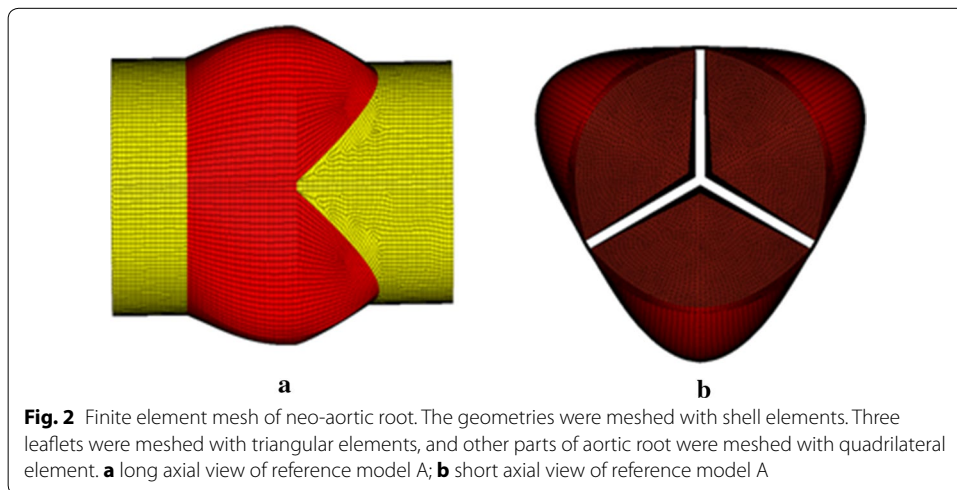 a
b
Fig. 2 Finite element mesh of neo-aortic root. The geometries were meshed with shell elements. Three
leaflets were meshed with triangular elements, and other parts of aortic root were meshed with quadrilateral
element. a long axial view of reference model A; b short axial view of reference model A